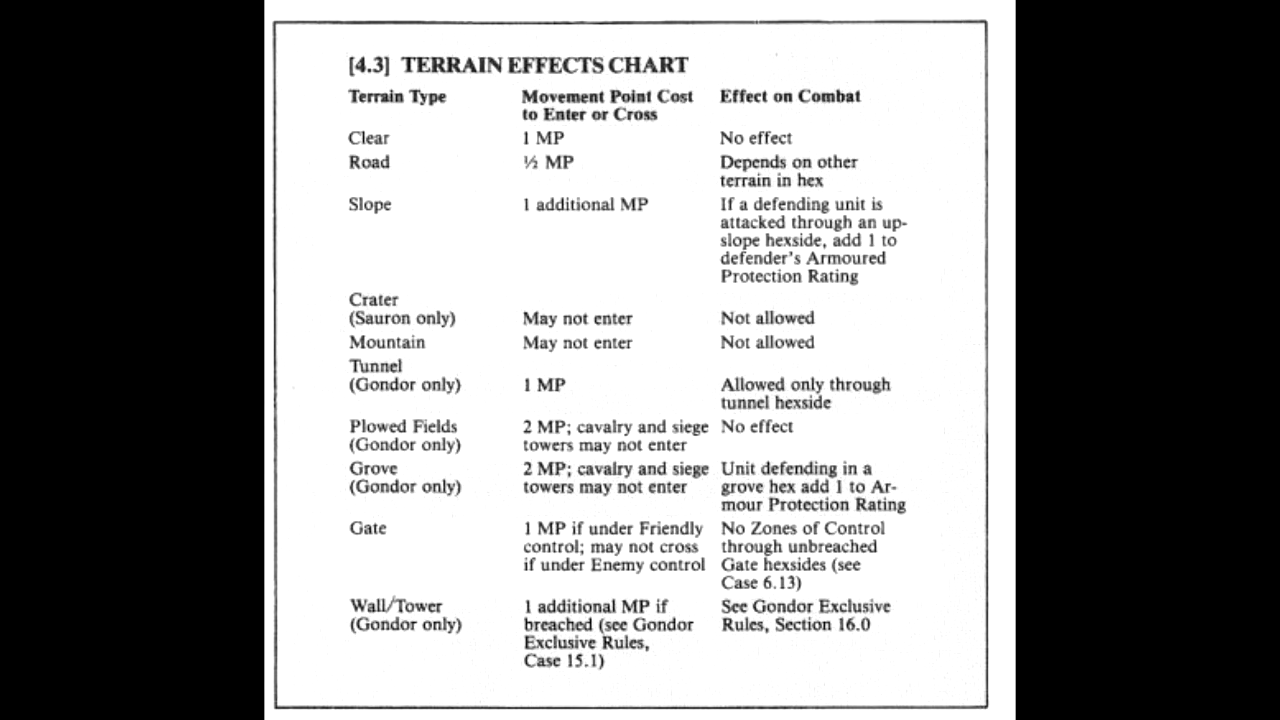 [4.3] TERRAIN EFFECTS CHART
Terrain Type Movement Point Cost to Enter or Cross Effect on Combat
Clear 1 MP No effect
Road ½ MP Depends on other
terrain in hex
Slope 1 additional MP If a defending unit is
attacked through an up-
slope hexside, add 1 to
defender's Armoured
Protection Rating
Crater
(Sauron only) May not enter Not allowed
Mountain May not enter Not allowed
Tunnel
(Gondor only) 1 MP Allowed only through
tunnel hexside
Plowed Fields 2 MP; cavalry and siege No effect
(Gondor only) towers may not enter
Grove 2 MP; cavalry and siege Unit defending in a
(Gondor only) towers may not enter grove hex add 1 to Ar-
mour Protection Rating
Gate 1 MP if under Friendly No Zones of Control
control; may not cross through unbreached
if under Enemy control Gate hexsides (see
Case 6.13)
Wall/Tower 1 additional MP if See Gondor Exclusive
(Gondor only) breached (see Gondor Rules, Section 16.0
Exclusive Rules,
Case 15.1)